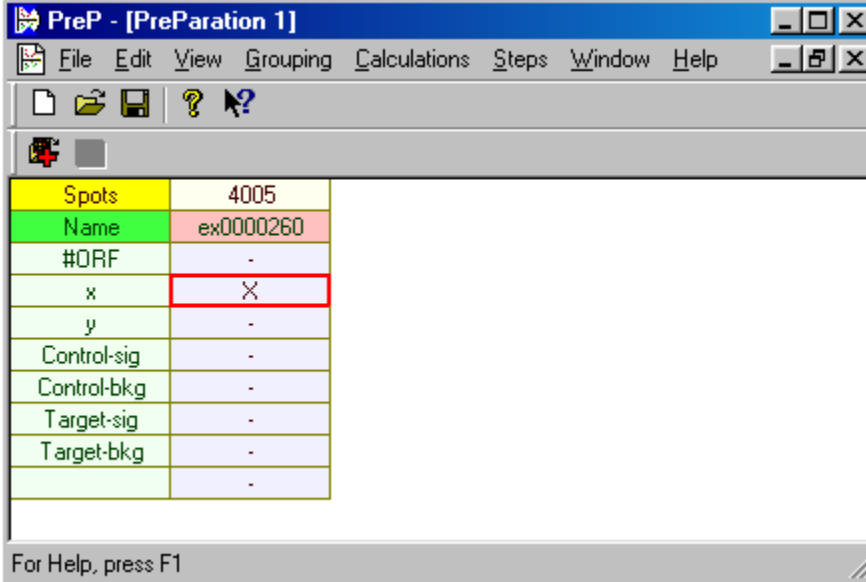 PreP - [PreParation 1]
File Edit View Grouping Calculations Steps Window Help
Spots 4005
Name ex0000260
#ORF -
x X
y -
Control-sig -
Control-bkg -
Target-sig -
Target-bkg -
-
For Help, press F1